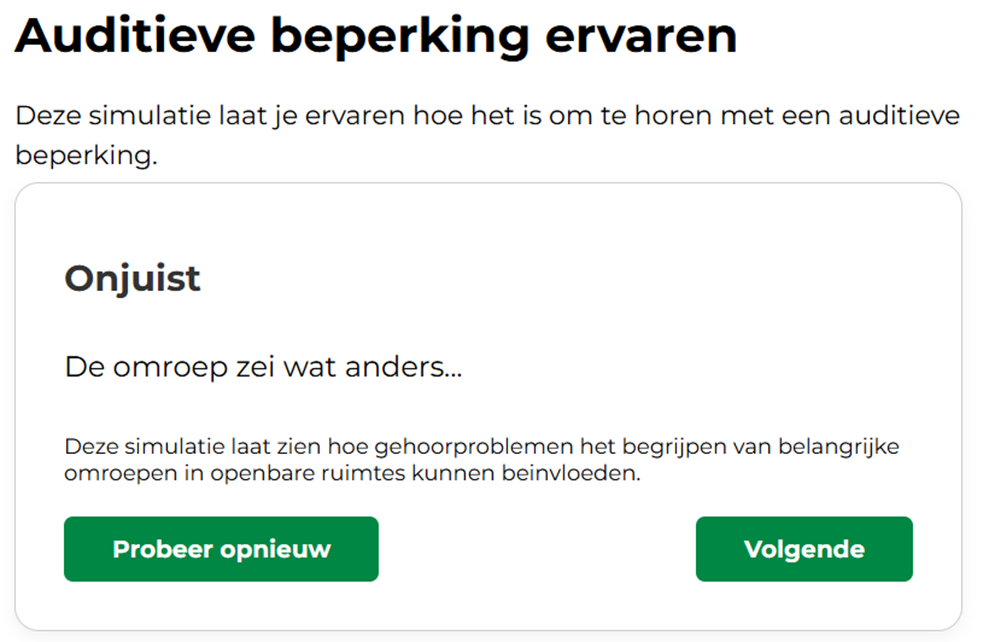 Auditieve beperking ervaren
Deze simulatie laat je ervaren hoe het is om te horen met een auditieve
beperking.
Onjuist
De omroep zei wat anders...
Deze simulatie laat zien hoe gehoorproblemen het begrijpen van belangrijke
omroepen in openbare ruimtes kunnen beinvloeden.
Probeer opnieuw
Volgende